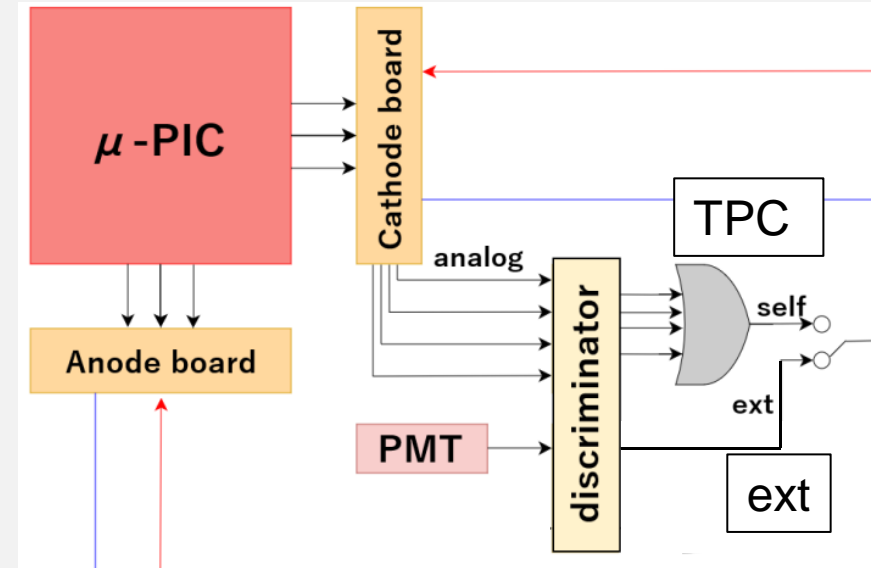 μ-PIC
Cathode board
TPC
analog
self
Anode board
discriminator
ext
PMT
ext